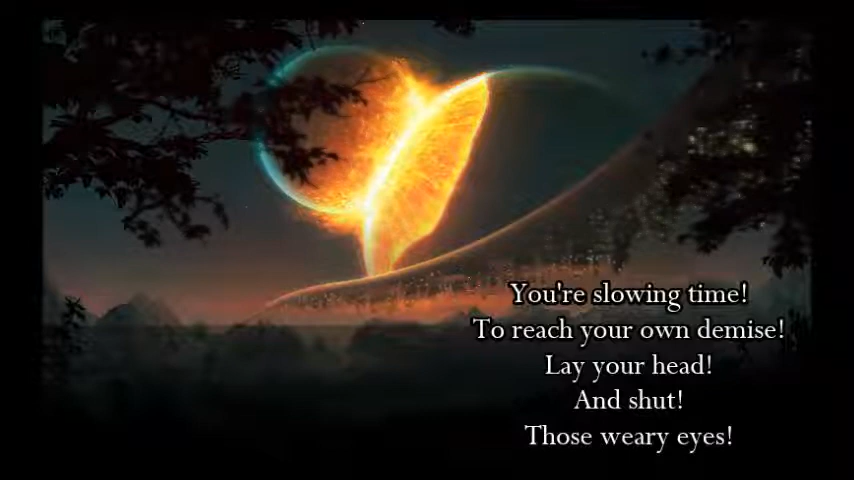 You're slowing time!
To reach your own demise!
Lay your head!
And shut!
Those weary eyes!